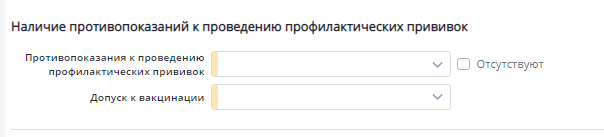 Наличие противопоказаний к проведению профилактических прививок
Противопоказания к проведению
профилактических прививок
Отсутствуют
Допуск к вакцинации